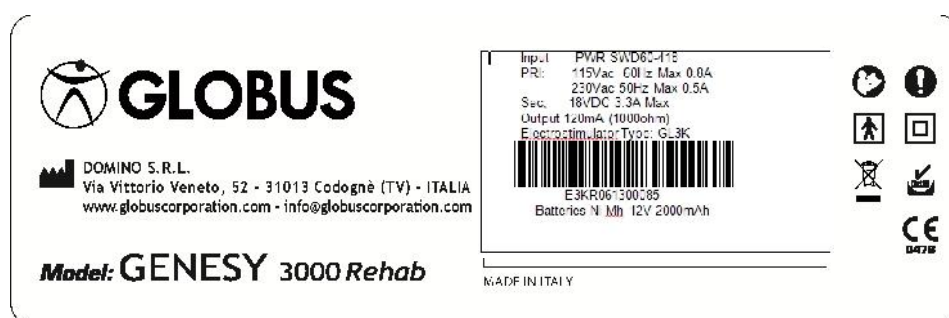 GLOBUS
DOMINO S.R.L.
Via Vittorio Veneto, 52 - 31013 Codognè (TV) - ITALIA
www.globuscorporation.com - info@globuscorporation.com
Model: GENESY 3000 Rehab
Input PWR SWD60-418
PRI: 115Vac 60Hz Max 0.8A
230Vac 50Hz Max 0.5A
Sec. 18VDC 3.3A Max
Output 120mA (1000ohm)
Electrostimulator Type: GL3K
E3KR061300085
Batteries Ni Mh 12V 2000mAh
MADE IN ITALY
CE
0476